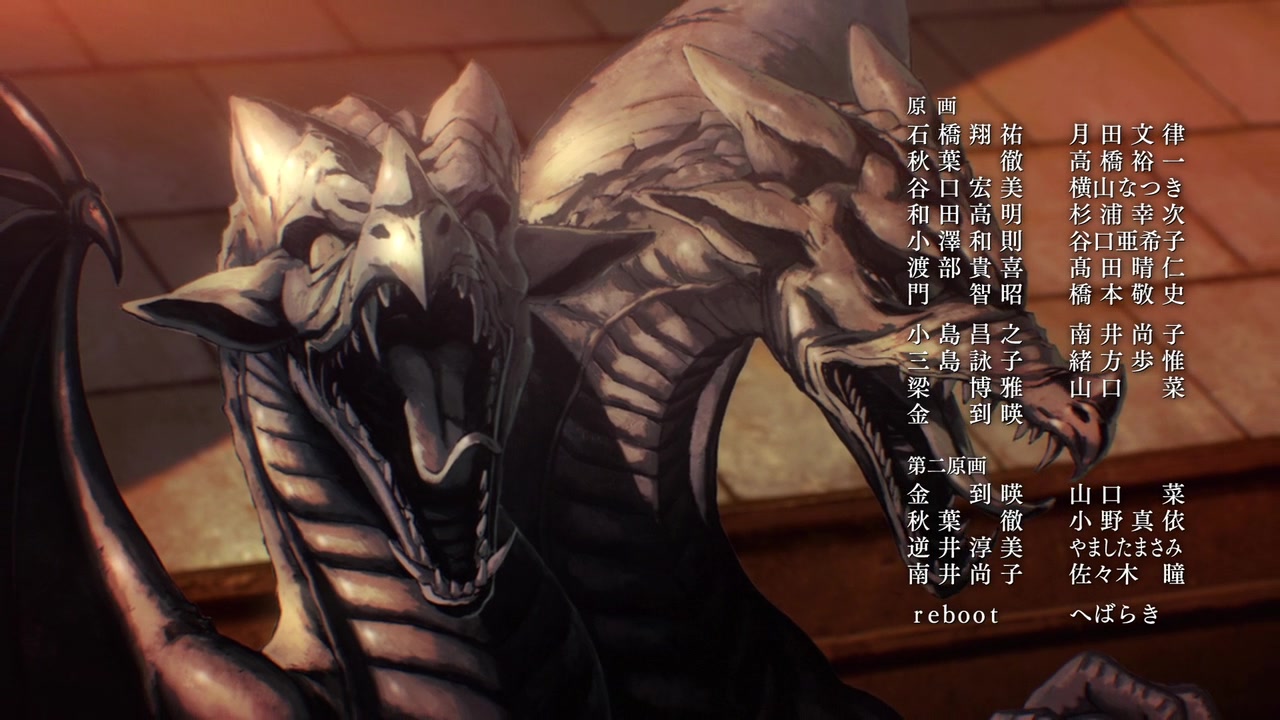 原画
石橋翔祐 月田文律
秋葉 徹 高橋裕一
谷口宏美 横山なつき
和田高明 杉浦幸次
小澤和則 谷口亜希子
渡部貴喜 髙田晴仁
門 智昭 橋本敬史
小島昌之 南井尚子
三島詠子 緒方歩惟
梁 博雅 山口 菜
金 到暎
第二原画
金 到暎 山口 菜
秋葉 徹 小野真依
逆井淳美 やましたまさみ
南井尚子 佐々木 瞳
reboot へばらき